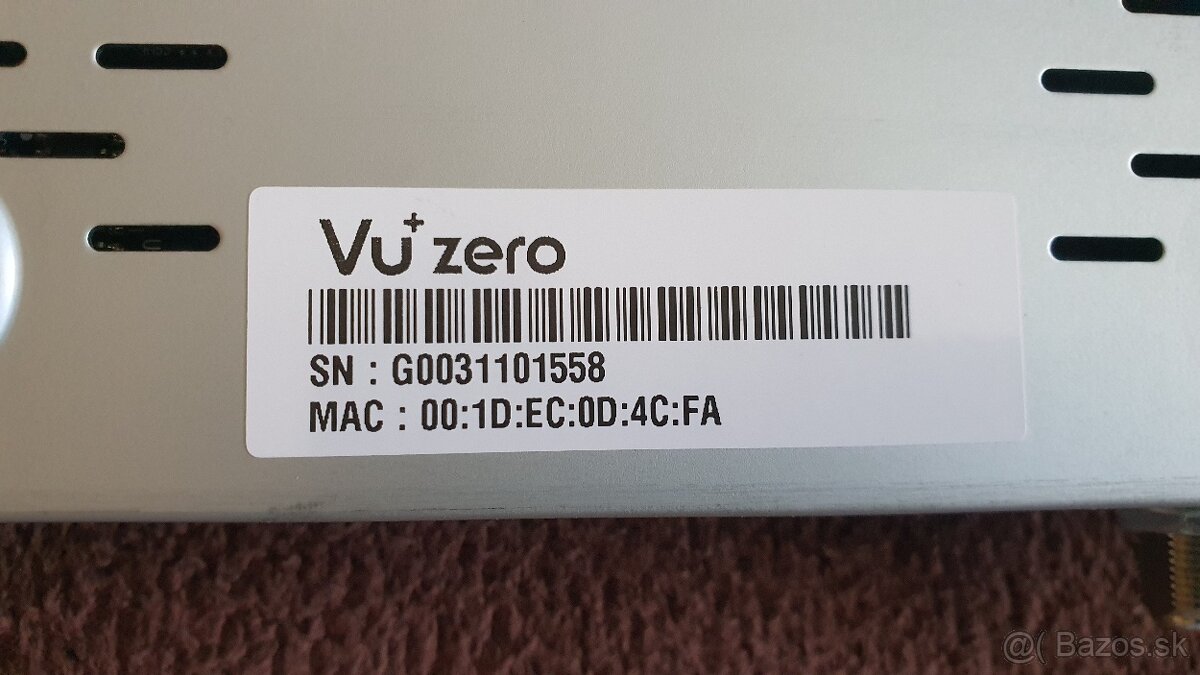 Vu+ zero
SN : G0031101558
MAC : 00:1D:EC:0D:4C:FA
@( Bazos.sk